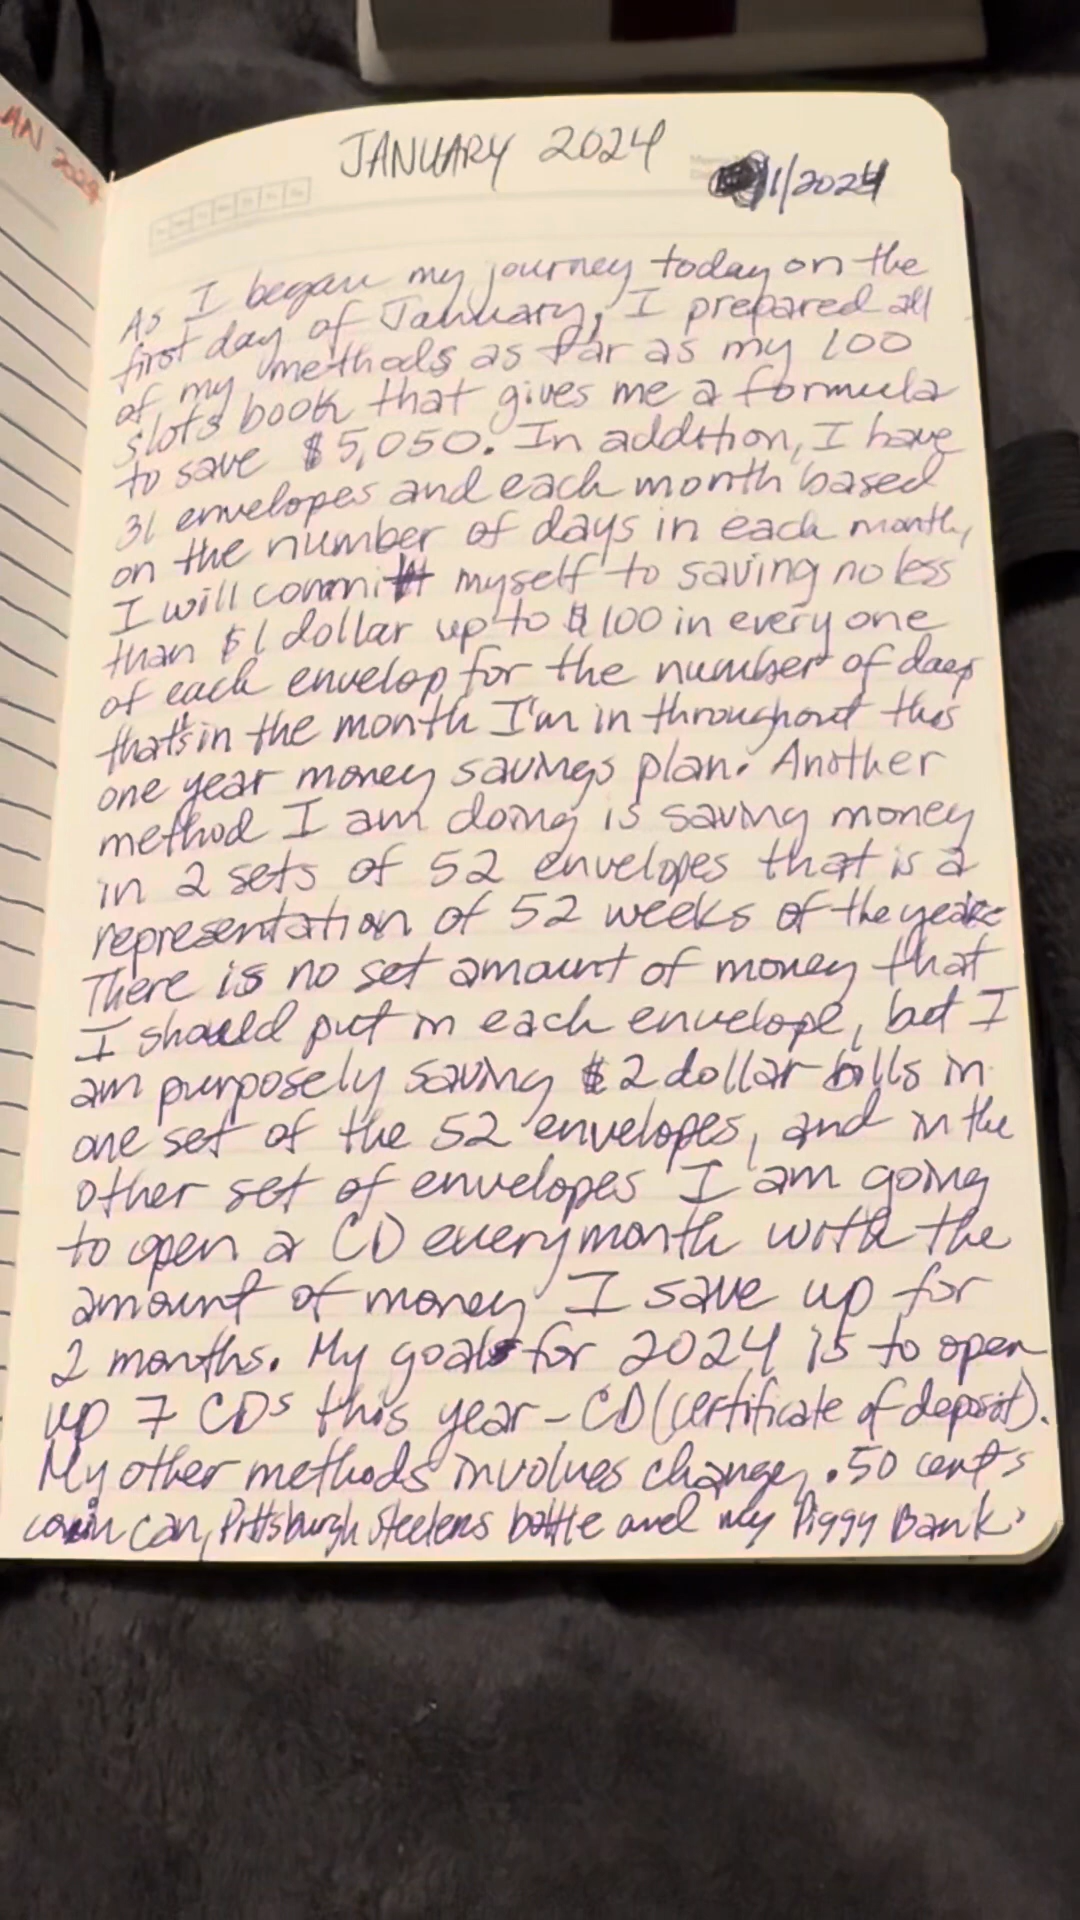 AN 2024
JANUARY 2024
1/2024
As I began my journey today on the
first day of January, I prepared all
of my methods as far as my 100
slots book that gives me a formula
to save $5,050. In addition, I have
31 envelopes and each month based
on the number of days in each month,
I will commit myself to saving no less
than $1 dollar up to $100 in every one
of each envelop for the number of days
that's in the month I'm in throughout this
one year money savings plan. Another
method I am doing is saving money
in 2 sets of 52 envelopes that is a
representation of 52 weeks of the year
There is no set amount of money that
I should put in each envelope, but I
am purposely saving $2 dollar bills in
one set of the 52 envelopes, and in the
other set of envelopes I am going
to open a CD every month with the
amount of money I save up for
2 months. My goals for 2024 is to open
up 7 CDs this year - CD (certificate of deposit).
My other methods involves change, .50 cents
coin can, Pittsburgh Steelers bottle and my Piggy Bank.